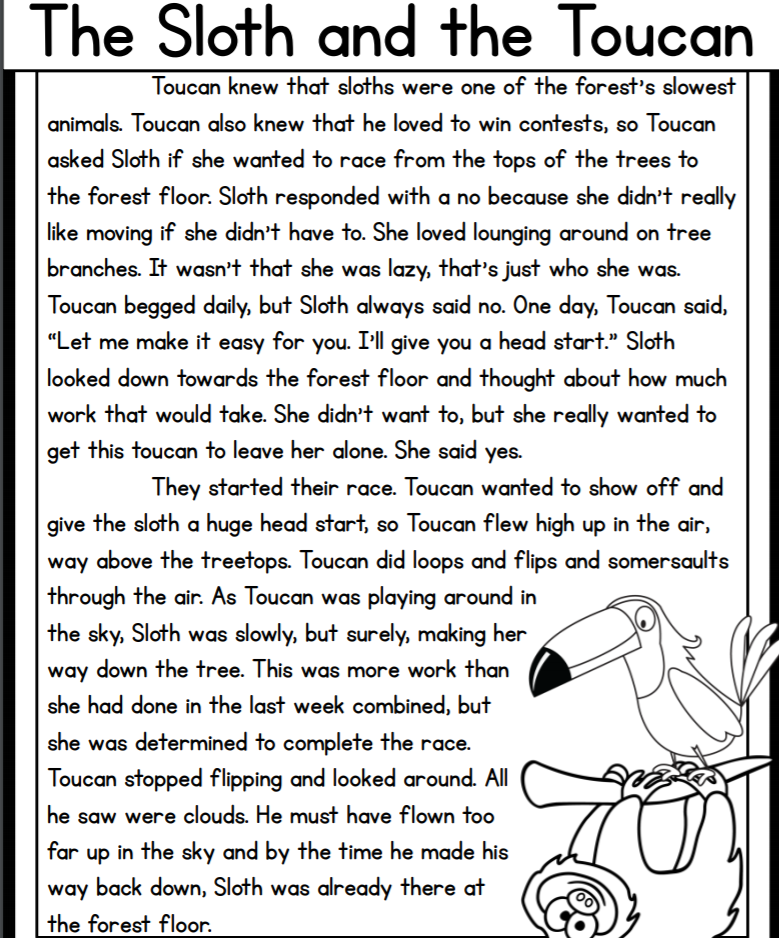 The Sloth and the Toucan
Toucan knew that sloths were one of the forest's slowest
animals. Toucan also knew that he loved to win contests, so Toucan
asked Sloth if she wanted to race from the tops of the trees to
the forest floor. Sloth responded with a no because she didn't really
like moving if she didn't have to. She loved lounging around on tree
branches. It wasn't that she was lazy, that's just who she was.
Toucan begged daily, but Sloth always said no. One day, Toucan said,
“Let me make it easy for you. I'll give you a head start.” Sloth
looked down towards the forest floor and thought about how much
work that would take. She didn't want to, but she really wanted to
get this toucan to leave her alone. She said yes.
They started their race. Toucan wanted to show off and
give the sloth a huge head start, so Toucan flew high up in the air,
way above the treetops. Toucan did loops and flips and somersaults
through the air. As Toucan was playing around in
the sky, Sloth was slowly, but surely, making her
way down the tree. This was more work than
she had done in the last week combined, but
she was determined to complete the race.
Toucan stopped flipping and looked around. All
he saw were clouds. He must have flown too
far up in the sky and by the time he made his
way back down, Sloth was already there at
the forest floor.